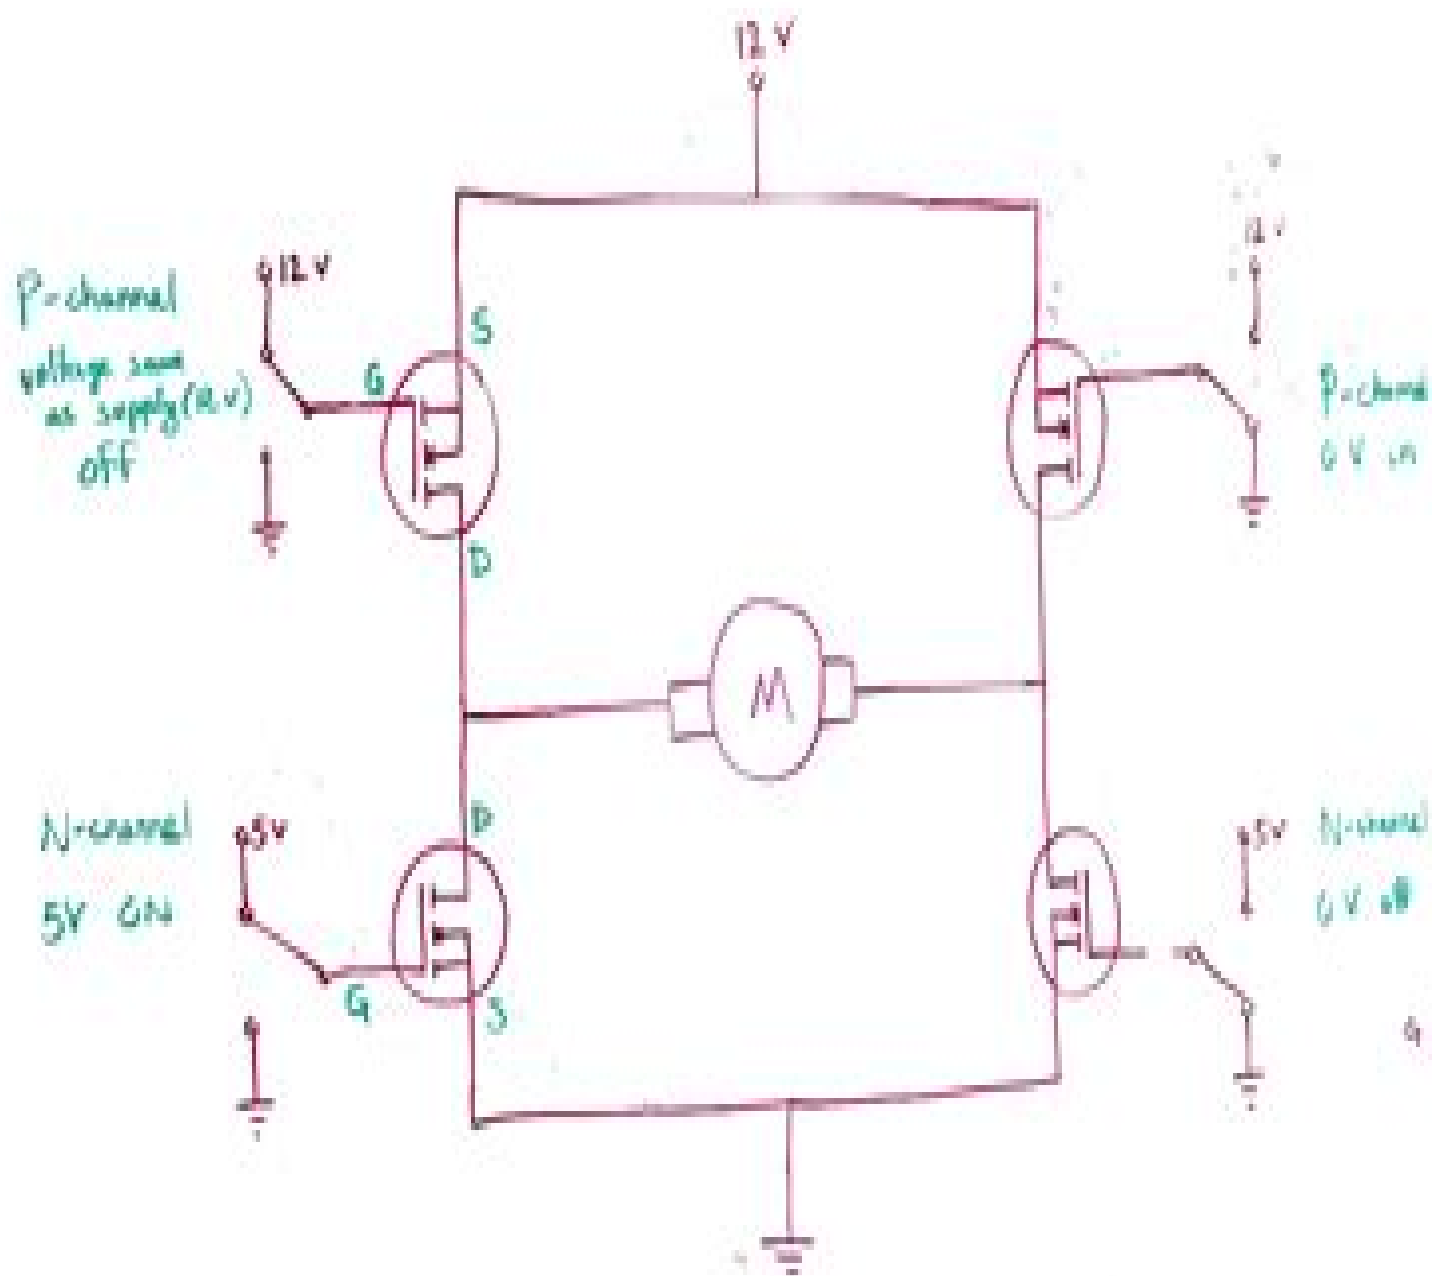 12 V
12 V
P-channel
voltage same
as supply (12 V)
off
G
S
D
12 V
P-channel
0 V in
M
N-channel
5V ON
5V
G
D
S
5V
N-channel
0 V off